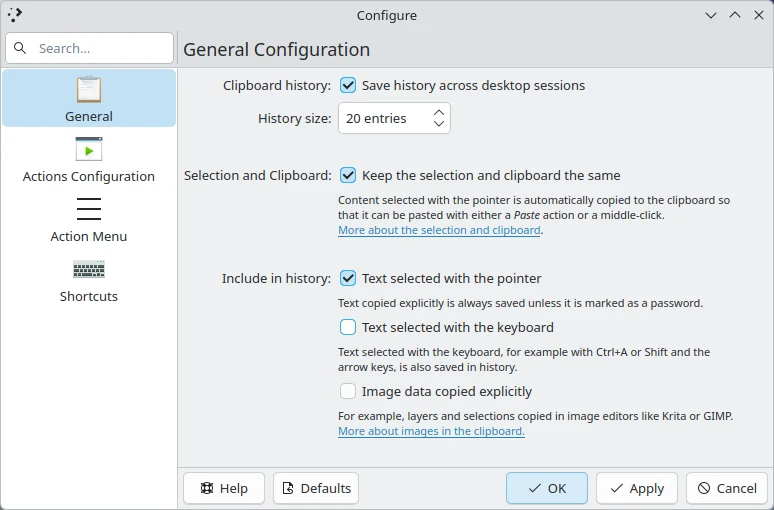 Configure
Search...
General Configuration
General
Actions Configuration
Action Menu
Shortcuts
Clipboard history: Save history across desktop sessions
History size: 20 entries
Selection and Clipboard: Keep the selection and clipboard the same
Content selected with the pointer is automatically copied to the clipboard so
that it can be pasted with either a Paste action or a middle-click.
More about the selection and clipboard.
Include in history: Text selected with the pointer
Text copied explicitly is always saved unless it is marked as a password.
Text selected with the keyboard
Text selected with the keyboard, for example with Ctrl+A or Shift and the
arrow keys, is also saved in history.
Image data copied explicitly
For example, layers and selections copied in image editors like Krita or GIMP.
More about images in the clipboard.
Help Defaults OK Apply Cancel